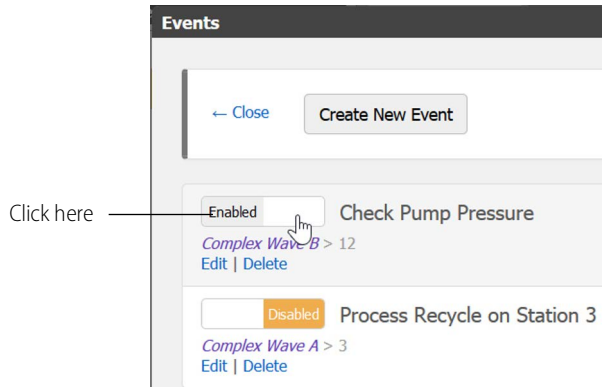 Events
← Close
Create New Event
Click here
Enabled
Check Pump Pressure
Complex Wave B > 12
Edit | Delete
Disabled
Process Recycle on Station 3
Complex Wave A > 3
Edit | Delete